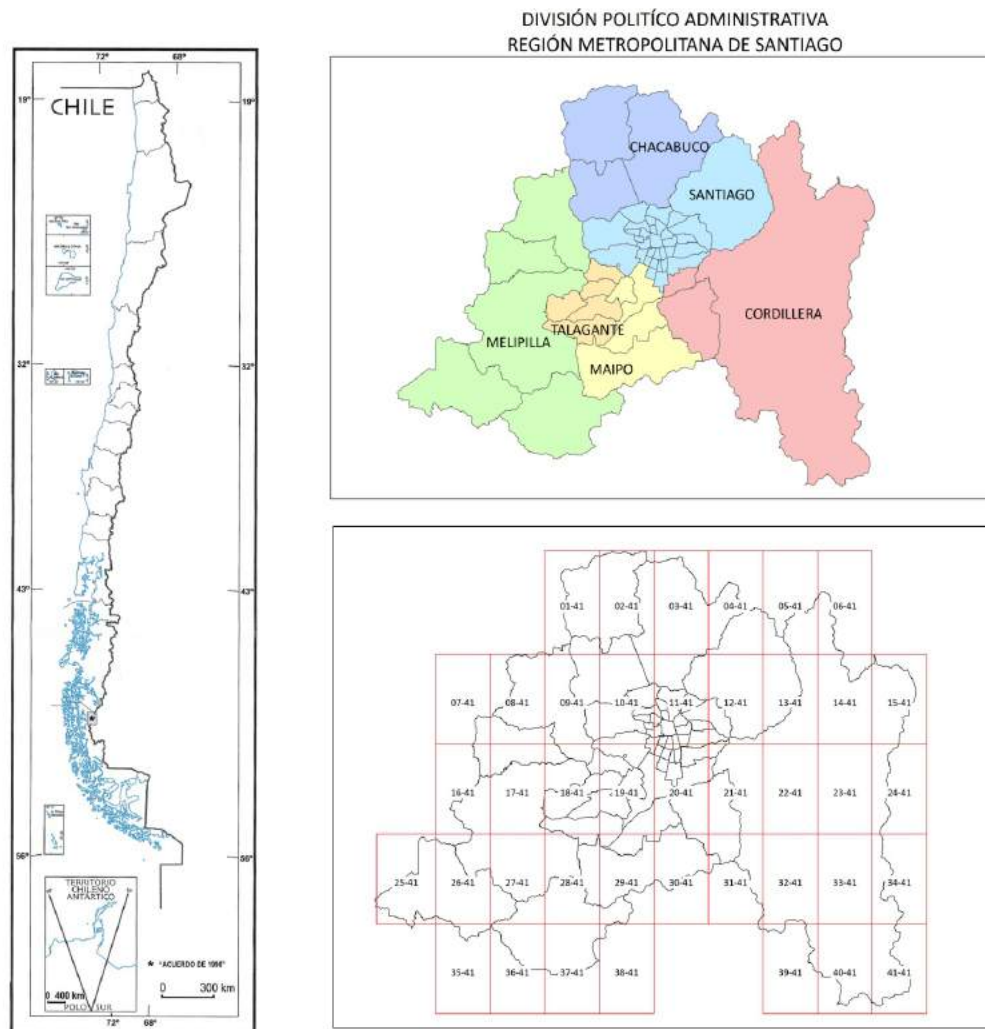 DIVISIÓN POLITÍCO ADMINISTRATIVA
REGIÓN METROPOLITANA DE SANTIAGO
72° 68°
19° 19°
CHILE
32° 32°
43° 43°
56° 56°
TERRITORIO
CHILENO
ANTÁRTICO
0 400 km
POLO SUR
"ACUERDO DE 1998"
0 300 km
72° 68°
CHACABUCO
SANTIAGO
CORDILLERA
TALAGANTE
MELIPILLA
MAIPO
01-41 02-41 03-41 04-41 05-41 06-41
07-41 08-41 09-41 10-41 11-41 12-41 13-41 14-41 15-41
16-41 17-41 18-41 19-41 20-41 21-41 22-41 23-41 24-41
25-41 26-41 27-41 28-41 29-41 30-41 31-41 32-41 33-41 34-41
35-41 36-41 37-41 38-41 39-41 40-41 41-41